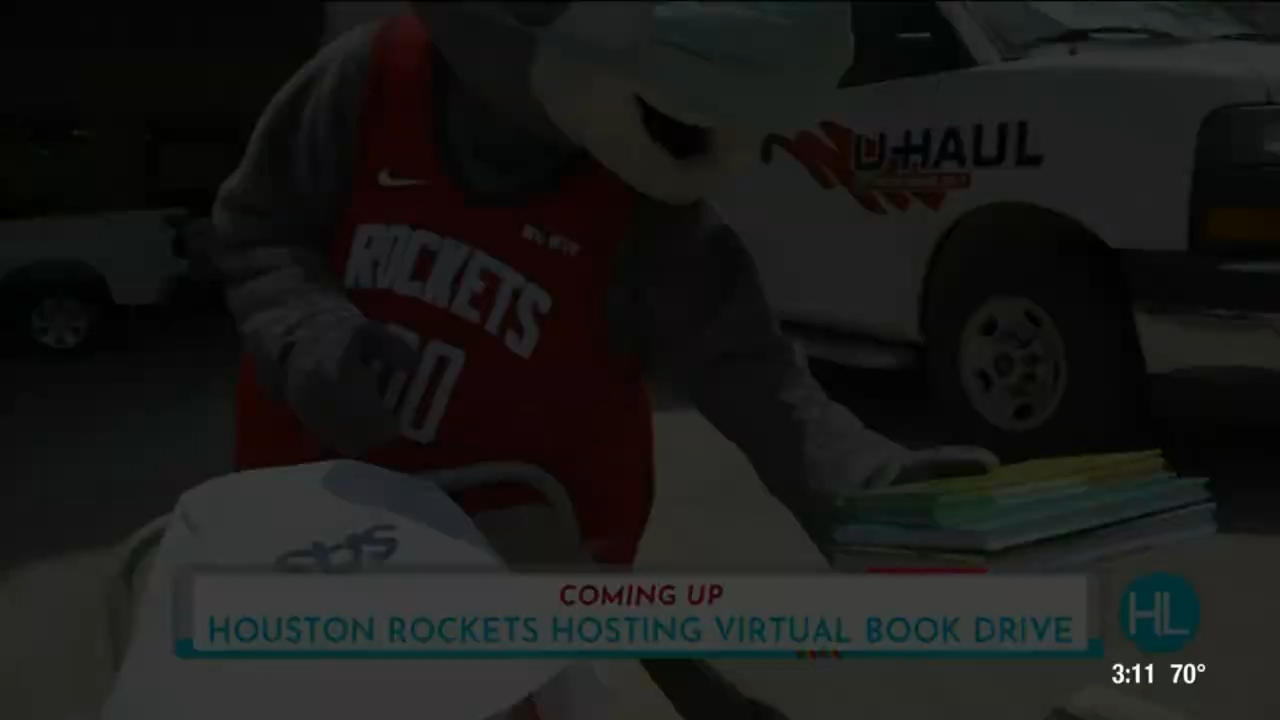 U-HAUL
ROCKETS
COMING UP
HOUSTON ROCKETS HOSTING VIRTUAL BOOK DRIVE
HL
3:11 70°